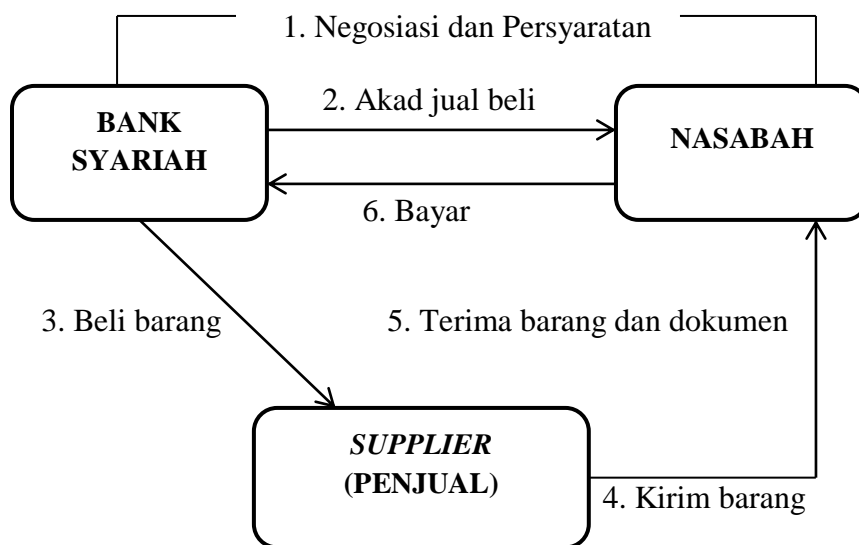 1. Negosiasi dan Persyaratan
2. Akad jual beli
BANK
SYARIAH
NASABAH
6. Bayar
3. Beli barang
5. Terima barang dan dokumen
SUPPLIER
(PENJUAL)
4. Kirim barang